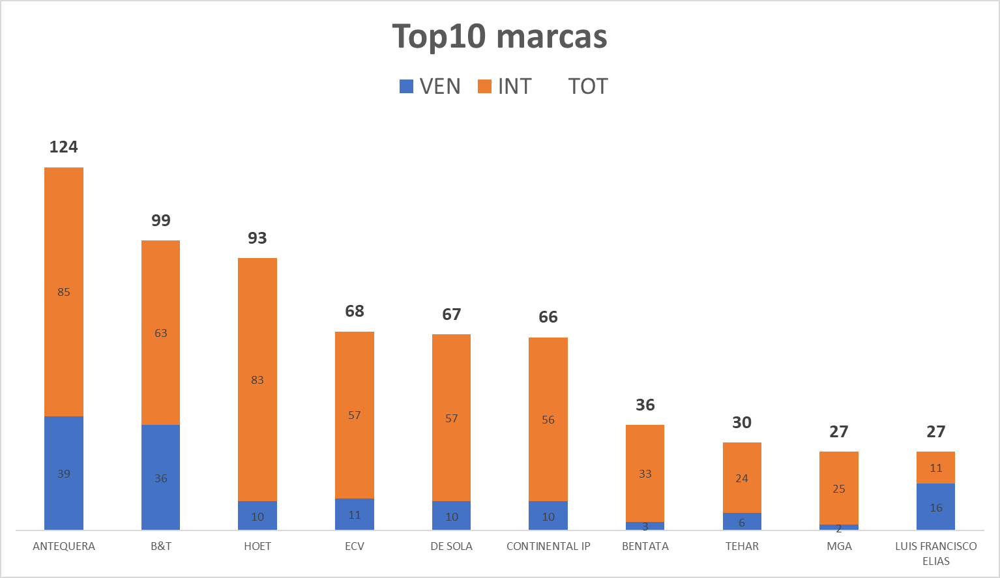 Top10 marcas
VEN INT TOT
124
99
93
68
67
66
36
30
27
27
85
63
83
57
57
56
33
24
25
11
39
36
10
11
10
10
3
6
2
16
ANTEQUERA
B&T
HOET
ECV
DE SOLA
CONTINENTAL IP
BENTATA
TEHAR
MGA
LUIS FRANCISCO
ELIAS